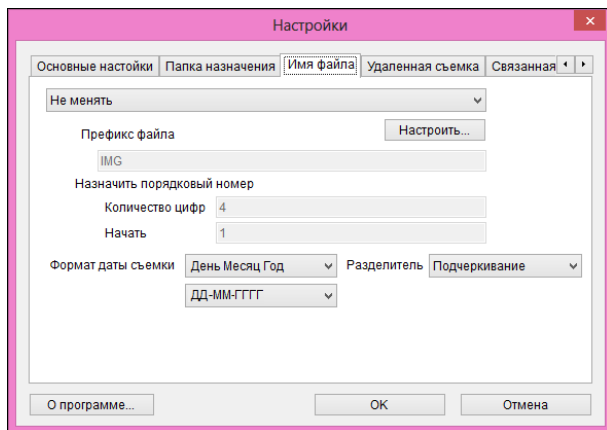 Настройки
Основные настойки Папка назначения Имя файла Удаленная съемка Связанная
Не менять
Префикс файла Настроить...
IMG
Назначить порядковый номер
Количество цифр 4
Начать 1
Формат даты съемки День Месяц Год Разделитель Подчеркивание
ДД-ММ-ГГГГ
О программе... OK Отмена